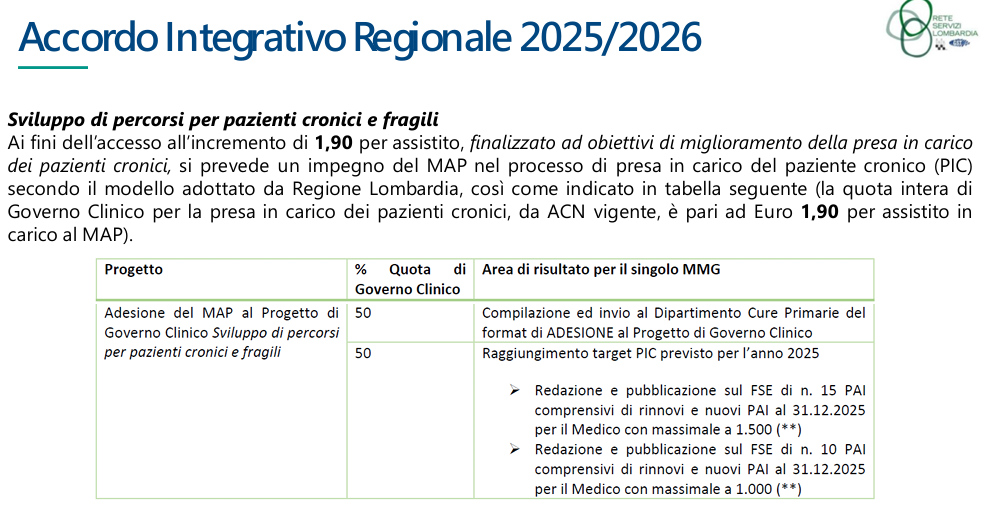 Accordo Integrativo Regionale 2025/2026
RETE
SERVIZI
LOMBARDIA
Sviluppo di percorsi per pazienti cronici e fragili
Ai fini dell'accesso all'incremento di 1,90 per assistito, finalizzato ad obiettivi di miglioramento della presa in carico
dei pazienti cronici, si prevede un impegno del MAP nel processo di presa in carico del paziente cronico (PIC)
secondo il modello adottato da Regione Lombardia, così come indicato in tabella seguente (la quota intera di
Governo Clinico per la presa in carico dei pazienti cronici, da ACN vigente, è pari ad Euro 1,90 per assistito in
carico al MAP).
Progetto
% Quota di
Governo Clinico
Area di risultato per il singolo MMG
Adesione del MAP al Progetto di
Governo Clinico Sviluppo di percorsi
per pazienti cronici e fragili
50
Compilazione ed invio al Dipartimento Cure Primarie del
format di ADESIONE al Progetto di Governo Clinico
50
Raggiungimento target PIC previsto per l'anno 2025
➢ Redazione e pubblicazione sul FSE di n. 15 PAI
comprensivi di rinnovi e nuovi PAI al 31.12.2025
per il Medico con massimale a 1.500 (**)
➢ Redazione e pubblicazione sul FSE di n. 10 PAI
comprensivi di rinnovi e nuovi PAI al 31.12.2025
per il Medico con massimale a 1.000 (**)